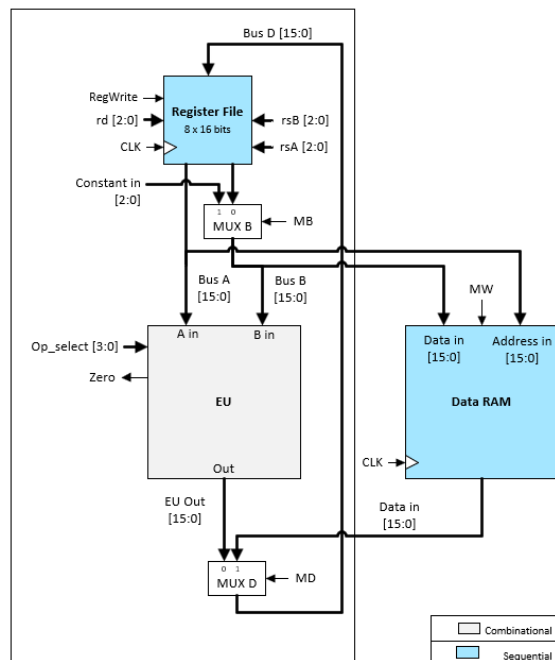 Bus D [15:0]
RegWrite
Register File
8 x 16 bits
rd [2:0]
rsB [2:0]
CLK
rsA [2:0]
Constant in
[2:0]
1 0
MUX B
MB
Bus A
[15:0]
Bus B
[15:0]
MW
Op_select [3:0]
A in
B in
Data in
[15:0]
Address in
[15:0]
Zero
EU
Data RAM
Out
CLK
EU Out
[15:0]
Data in
[15:0]
0 1
MUX D
MD
Combinational
Sequential